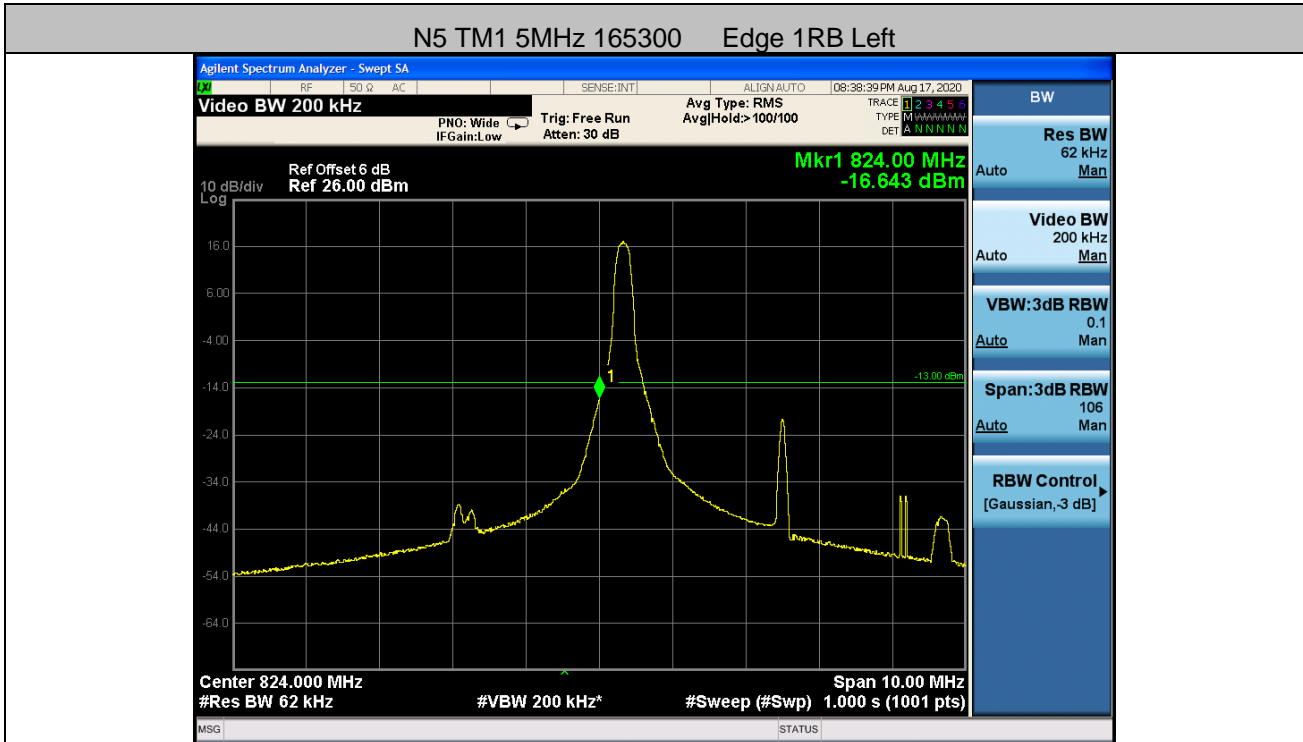 N5 TM1 5MHz 165300 Edge 1RB Left
Agilent Spectrum Analyzer - Swept SA
LXI RF 50 Ω AC SENSE:INT ALIGN AUTO 08:38:39 PM Aug 17, 2020
Video BW 200 kHz
PNO: Wide
IFGain:Low
Trig: Free Run
Atten: 30 dB
Avg Type: RMS
Avg|Hold:>100/100
TRACE 1 2 3 4 5 6
TYPE M WWWWW
DET A N N N N N
Ref Offset 6 dB
10 dB/div Ref 26.00 dBm
Log
Mkr1 824.00 MHz
-16.643 dBm
16.0
6.00
-4.00
-14.0
-24.0
-34.0
-44.0
-54.0
-64.0
1
-13.00 dBm
Center 824.000 MHz Span 10.00 MHz
#Res BW 62 kHz #VBW 200 kHz* #Sweep (#Swp) 1.000 s (1001 pts)
MSG STATUS
BW
Res BW
62 kHz
Auto Man
Video BW
200 kHz
Auto Man
VBW:3dB RBW
0.1
Auto Man
Span:3dB RBW
106
Auto Man
RBW Control
[Gaussian,-3 dB]